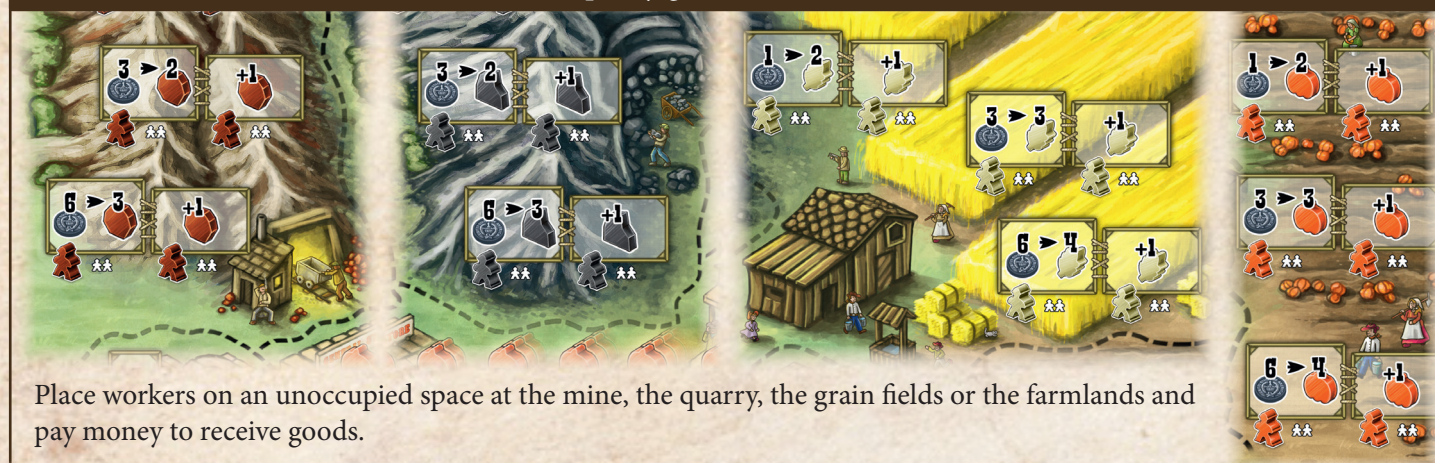 3 2 +1
6 3 +1
3 2 +1
6 3 +1
1 2 +1
3 3 +1
6 4 +1
1 2 +1
3 3 +1
6 4 +1
Place workers on an unoccupied space at the mine, the quarry, the grain fields or the farmlands and
pay money to receive goods.